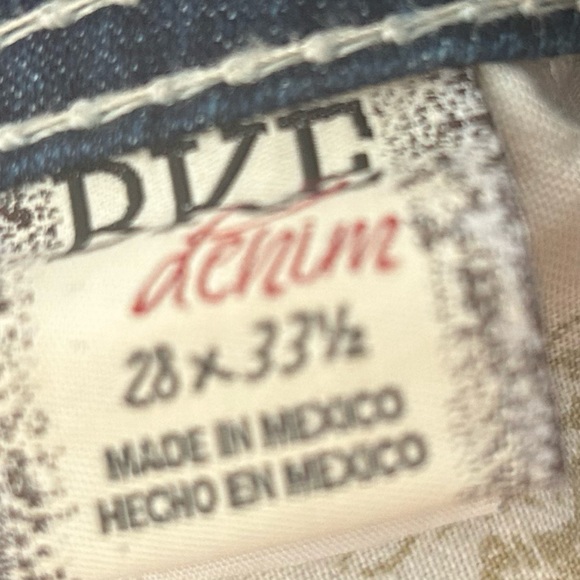 denim
28 x 33½
MADE IN MEXICO
HECHO EN MEXICO